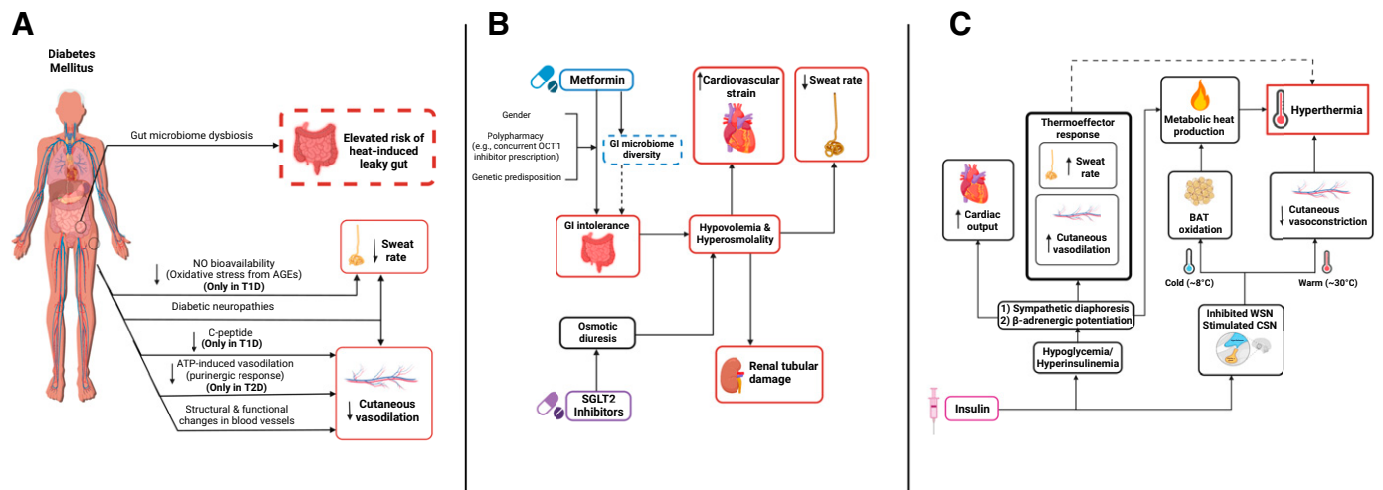 A
Diabetes
Mellitus
Gut microbiome dysbiosis
Elevated risk of
heat-induced
leaky gut
Sweat
rate
NO bioavailability
(Oxidative stress from AGEs)
(Only in T1D)
Diabetic neuropathies
C-peptide
(Only in T1D)
ATP-induced vasodilation
(purinergic response)
(Only in T2D)
Structural & functional
changes in blood vessels
Cutaneous
vasodilation
B
Metformin
Gender
Polypharmacy
(e.g., concurrent OCT1
inhibitor prescription)
Genetic predisposition
GI microbiome
diversity
Cardiovascular
strain
Sweat rate
GI intolerance
Hypovolemia &
Hyperosmolality
Osmotic
diuresis
Renal tubular
damage
SGLT2
Inhibitors
C
Thermoeffector
response
Sweat
rate
Cutaneous
vasodilation
Metabolic heat
production
Hyperthermia
Cardiac
output
BAT
oxidation
Cutaneous
vasoconstriction
Cold (~8°C)
Warm (~30°C)
1) Sympathetic diaphoresis
2) β-adrenergic potentiation
Inhibited WSN
Stimulated CSN
Hypoglycemia/
Hyperinsulinemia
Insulin